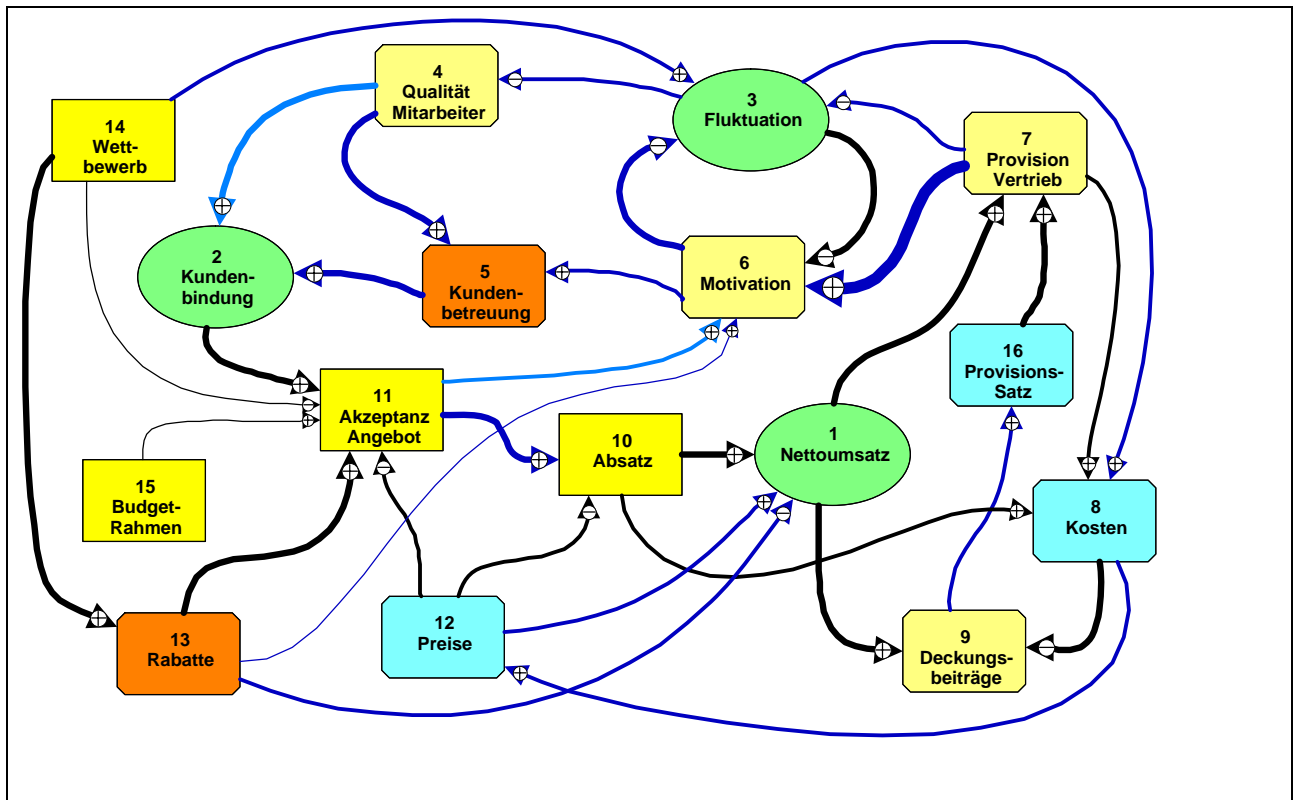 4
Qualität
Mitarbeiter
3
Fluktuation
14
Wett-
bewerb
7
Provision
Vertrieb
2
Kunden-
bindung
5
Kunden-
betreuung
6
Motivation
16
Provisions-
Satz
11
Akzeptanz
Angebot
10
Absatz
1
Nettoumsatz
15
Budget-
Rahmen
8
Kosten
13
Rabatte
12
Preise
9
Deckungs-
beiträge